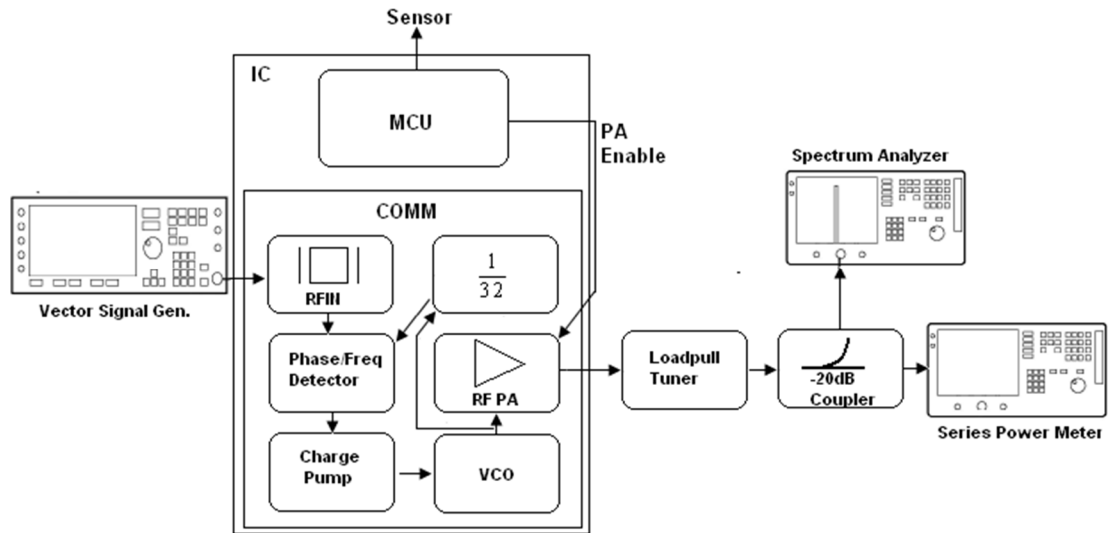 Sensor
IC
MCU
PA
Enable
Spectrum Analyzer
COMM
RFIN
1
32
Vector Signal Gen.
Phase/Freq
Detector
RF PA
Loadpull
Tuner
-20dB
Coupler
Series Power Meter
Charge
Pump
VCO